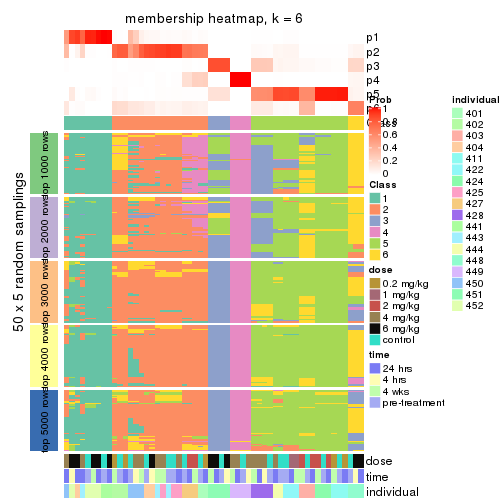 membership heatmap, k = 6
p1
p2
p3
p4
p5
Prob
1
0.8
0.6
0.4
0.2
0
Class
1
2
3
4
5
6
dose
0.2 mg/kg
1 mg/kg
2 mg/kg
4 mg/kg
6 mg/kg
control
time
24 hrs
4 hrs
4 wks
pre-treatment
individual
401
402
403
404
411
422
424
425
427
428
441
443
444
448
449
450
451
452
50 x 5 random samplings
top 1000 rows
top 2000 rows
top 3000 rows
top 4000 rows
top 5000 rows
dose
time
individual